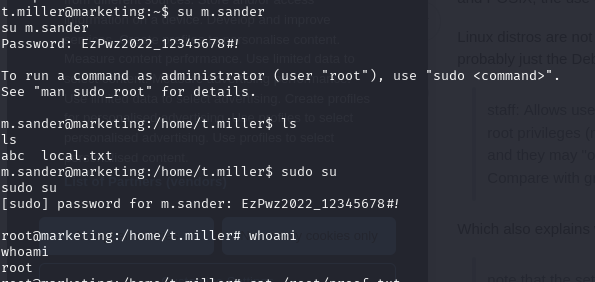 t.miller@marketing:~$ su m.sander
su m.sander
Password: EzPwz2022_12345678#!
To run a command as administrator (user "root"), use "sudo <command>".
See "man sudo_root" for details.
m.sander@marketing:/home/t.miller$ ls
ls
abc  local.txt
m.sander@marketing:/home/t.miller$ sudo su
sudo su
[sudo] password for m.sander: EzPwz2022_12345678#!
root@marketing:/home/t.miller# whoami
whoami
root
root@marketing:/home/t.miller# cat /root/proof.txt
Linux distros are not
probably just the Det
staff: Allows use
root privileges (
and they may "o
Compare with g
Which also explains
note that the se